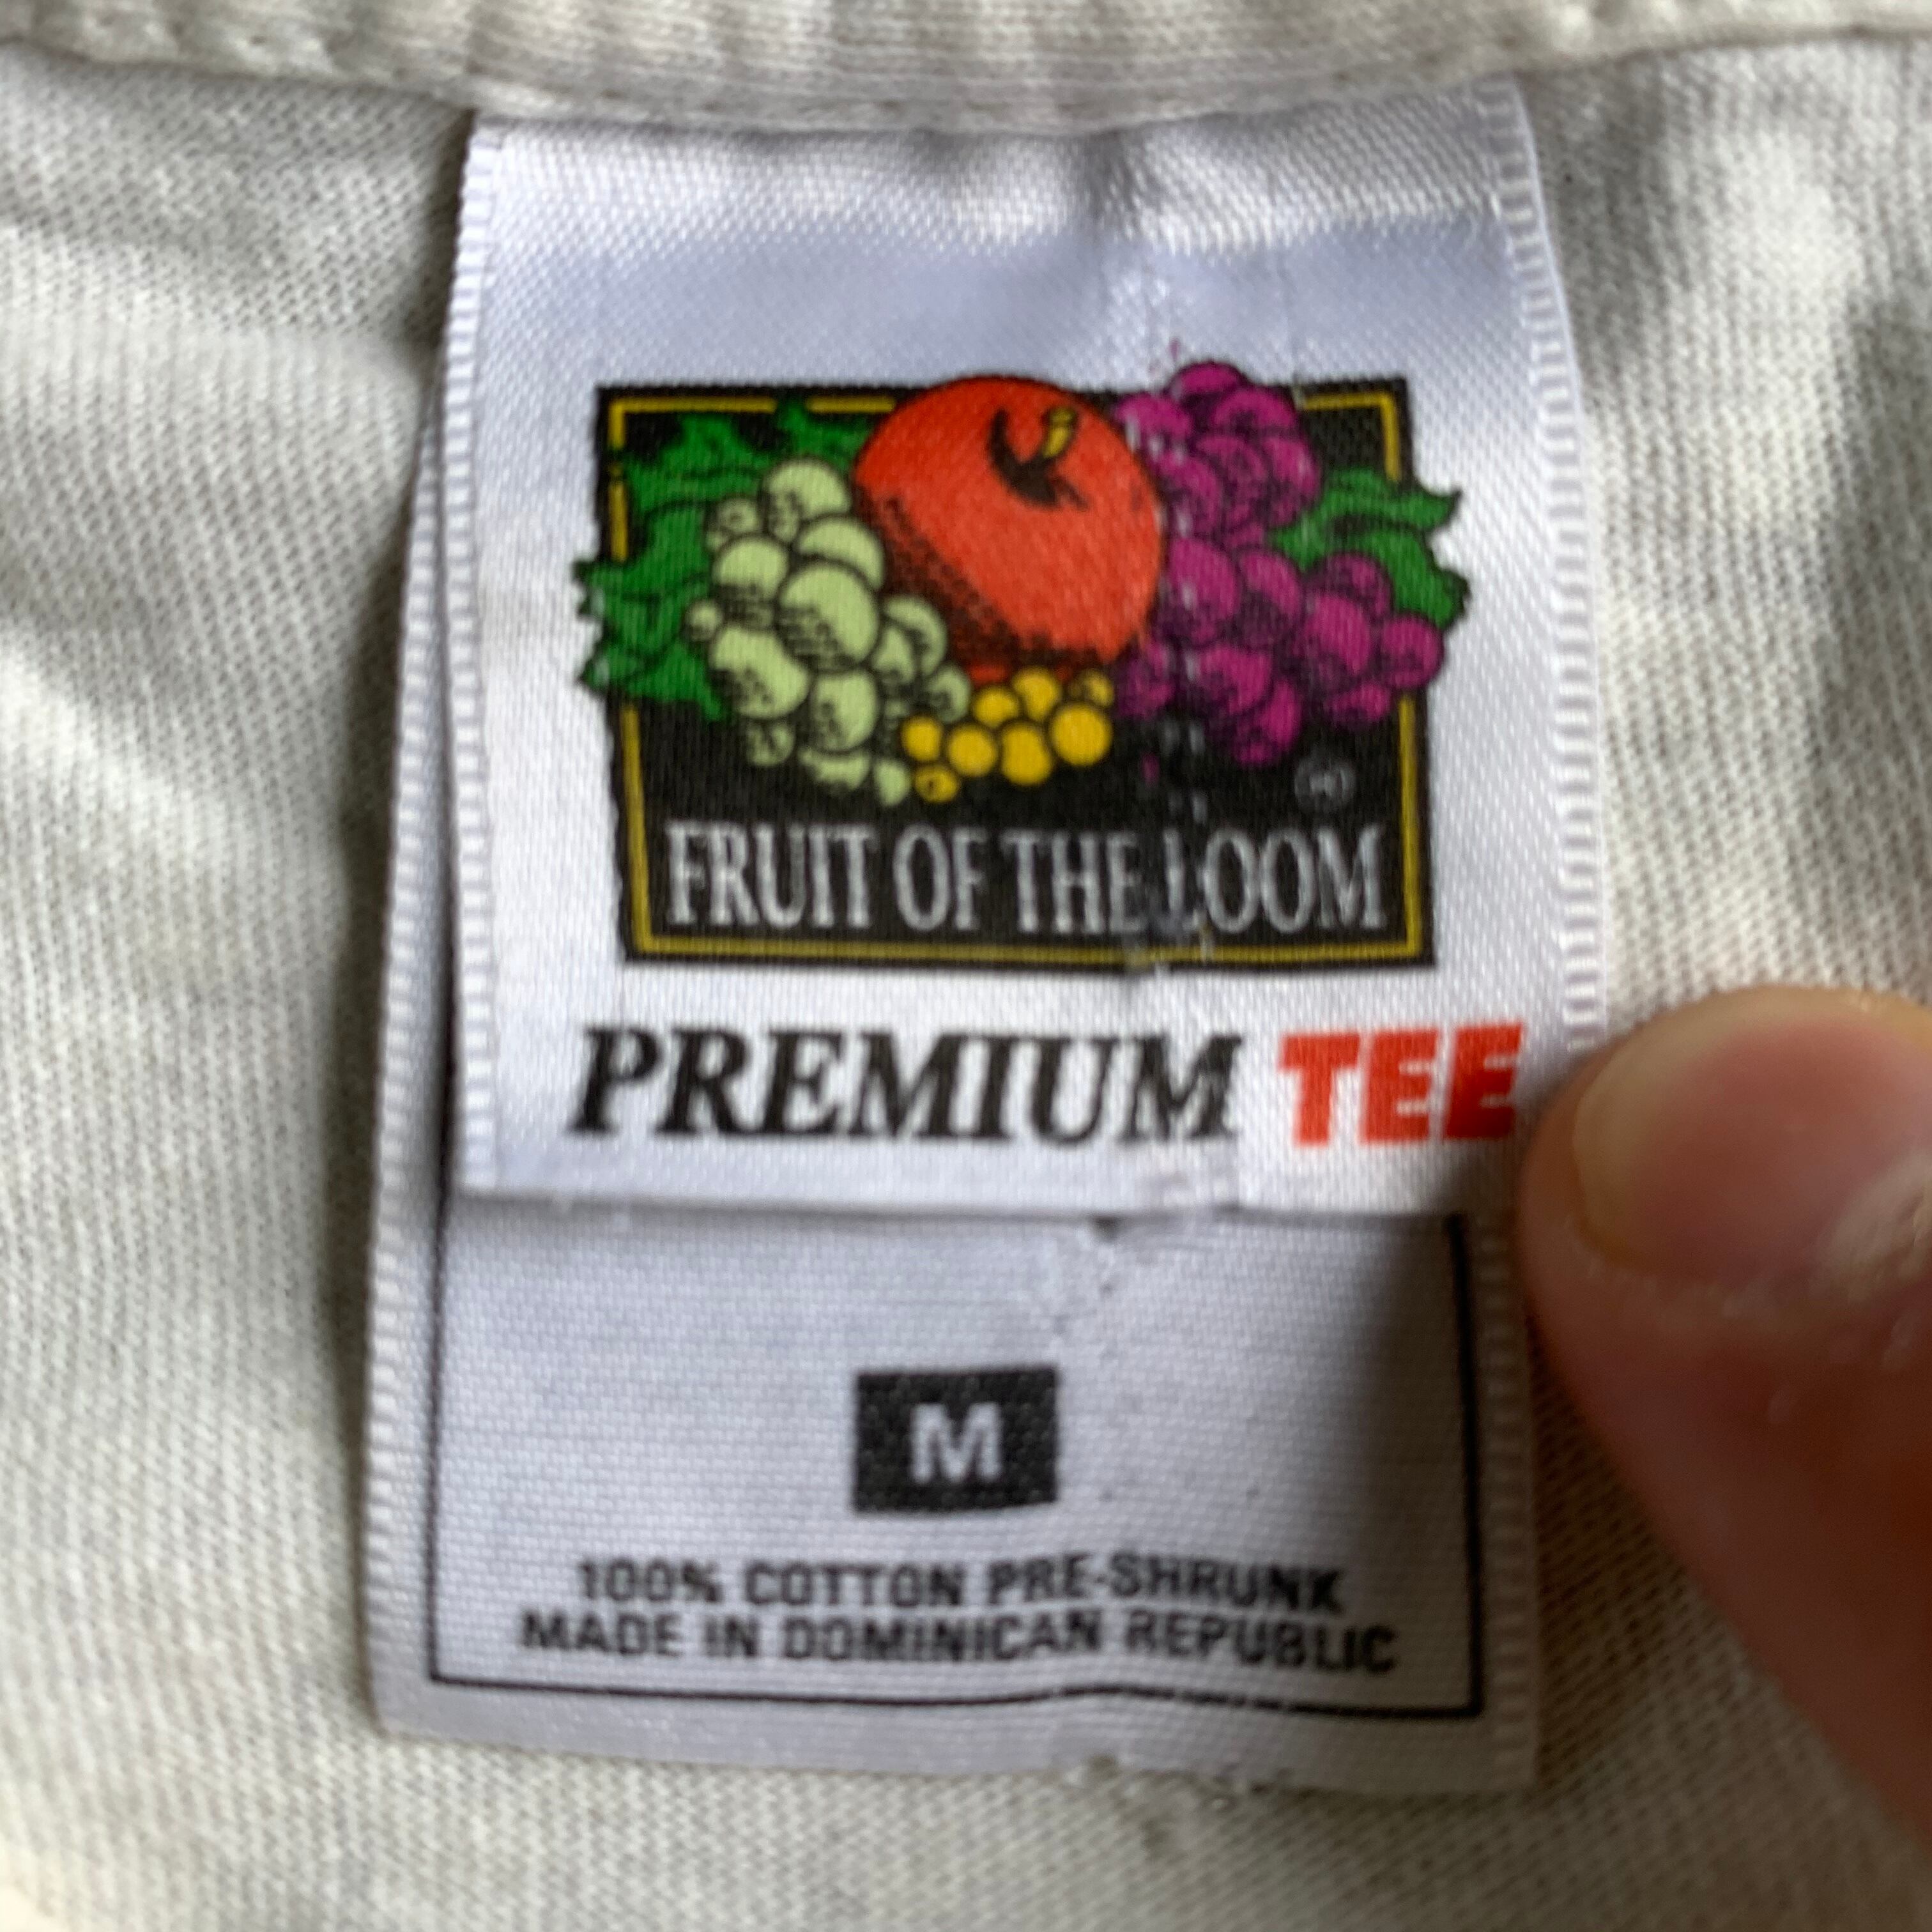 FRUIT OF THE LOOM
PREMIUM TEE
M
100% COTTON PRE-SHRUNK
MADE IN DOMINICAN REPUBLIC